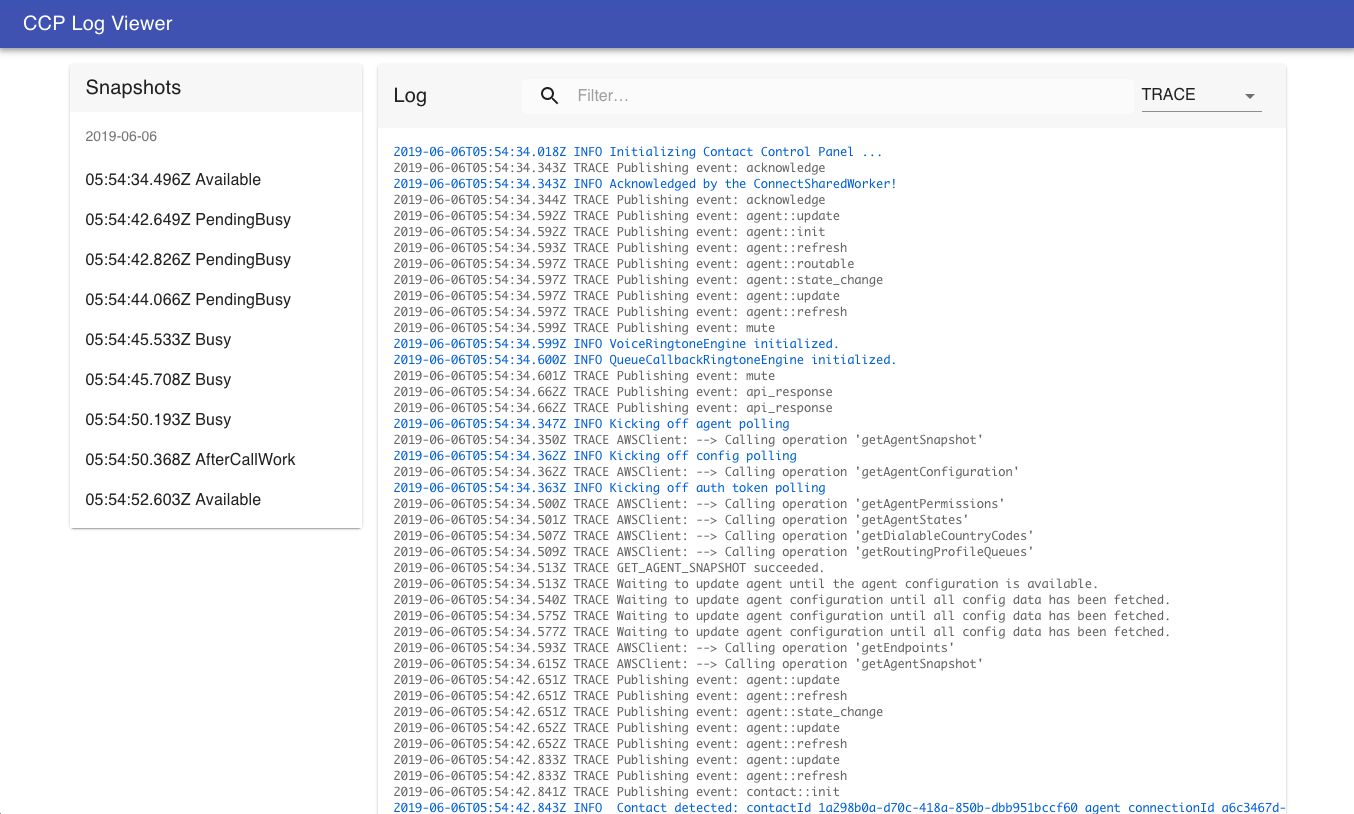 CCP Log Viewer
Snapshots
2019-06-06
05:54:34.496Z Available
05:54:42.649Z PendingBusy
05:54:42.826Z PendingBusy
05:54:44.066Z PendingBusy
05:54:45.533Z Busy
05:54:45.708Z Busy
05:54:50.193Z Busy
05:54:50.368Z AfterCallWork
05:54:52.603Z Available
Log
Filter...
TRACE
2019-06-06T05:54:34.018Z INFO Initializing Contact Control Panel ...
2019-06-06T05:54:34.343Z TRACE Publishing event: acknowledge
2019-06-06T05:54:34.343Z INFO Acknowledged by the ConnectSharedWorker!
2019-06-06T05:54:34.344Z TRACE Publishing event: acknowledge
2019-06-06T05:54:34.592Z TRACE Publishing event: agent::update
2019-06-06T05:54:34.592Z TRACE Publishing event: agent::init
2019-06-06T05:54:34.593Z TRACE Publishing event: agent::refresh
2019-06-06T05:54:34.597Z TRACE Publishing event: agent::routable
2019-06-06T05:54:34.597Z TRACE Publishing event: agent::state_change
2019-06-06T05:54:34.597Z TRACE Publishing event: agent::update
2019-06-06T05:54:34.597Z TRACE Publishing event: agent::refresh
2019-06-06T05:54:34.599Z TRACE Publishing event: mute
2019-06-06T05:54:34.599Z INFO VoiceRingtoneEngine initialized.
2019-06-06T05:54:34.600Z INFO QueueCallbackRingtoneEngine initialized.
2019-06-06T05:54:34.601Z TRACE Publishing event: mute
2019-06-06T05:54:34.662Z TRACE Publishing event: api_response
2019-06-06T05:54:34.662Z TRACE Publishing event: api_response
2019-06-06T05:54:34.347Z INFO Kicking off agent polling
2019-06-06T05:54:34.350Z TRACE AWSClient: --> Calling operation 'getAgentSnapshot'
2019-06-06T05:54:34.362Z INFO Kicking off config polling
2019-06-06T05:54:34.362Z TRACE AWSClient: --> Calling operation 'getAgentConfiguration'
2019-06-06T05:54:34.363Z INFO Kicking off auth token polling
2019-06-06T05:54:34.500Z TRACE AWSClient: --> Calling operation 'getAgentPermissions'
2019-06-06T05:54:34.501Z TRACE AWSClient: --> Calling operation 'getAgentStates'
2019-06-06T05:54:34.507Z TRACE AWSClient: --> Calling operation 'getDialableCountryCodes'
2019-06-06T05:54:34.509Z TRACE AWSClient: --> Calling operation 'getRoutingProfileQueues'
2019-06-06T05:54:34.513Z TRACE GET_AGENT_SNAPSHOT succeeded.
2019-06-06T05:54:34.513Z TRACE Waiting to update agent until the agent configuration is available.
2019-06-06T05:54:34.540Z TRACE Waiting to update agent configuration until all config data has been fetched.
2019-06-06T05:54:34.575Z TRACE Waiting to update agent configuration until all config data has been fetched.
2019-06-06T05:54:34.577Z TRACE Waiting to update agent configuration until all config data has been fetched.
2019-06-06T05:54:34.593Z TRACE AWSClient: --> Calling operation 'getEndpoints'
2019-06-06T05:54:34.615Z TRACE AWSClient: --> Calling operation 'getAgentSnapshot'
2019-06-06T05:54:42.651Z TRACE Publishing event: agent::update
2019-06-06T05:54:42.651Z TRACE Publishing event: agent::refresh
2019-06-06T05:54:42.651Z TRACE Publishing event: agent::state_change
2019-06-06T05:54:42.652Z TRACE Publishing event: agent::update
2019-06-06T05:54:42.652Z TRACE Publishing event: agent::refresh
2019-06-06T05:54:42.833Z TRACE Publishing event: agent::update
2019-06-06T05:54:42.833Z TRACE Publishing event: agent::refresh
2019-06-06T05:54:42.841Z TRACE Publishing event: contact::init
2019-06-06T05:54:42.843Z INFO  Contact detected: contactId 1a298b0a-d70c-418a-850b-dbb951bccf60 agent connectionId a6c3467d-